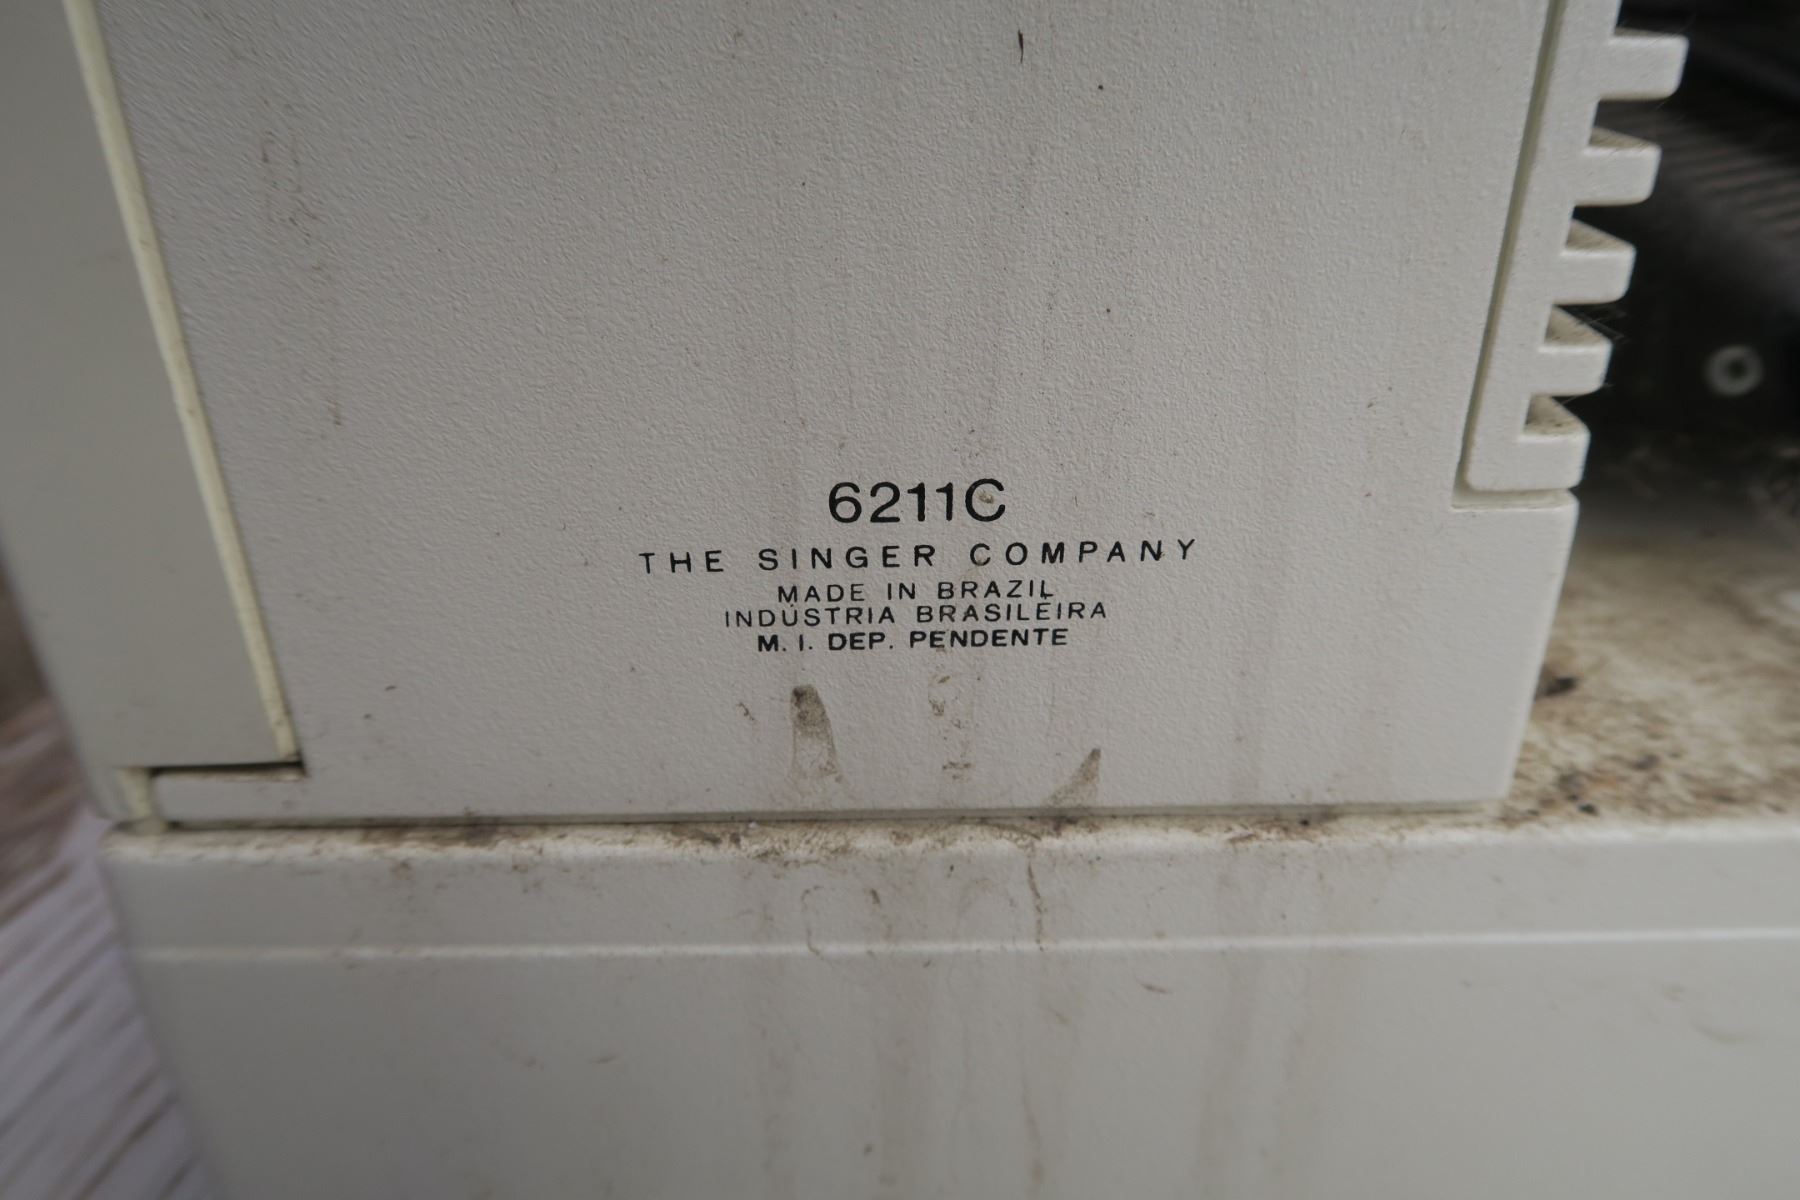 6211C
THE SINGER COMPANY
MADE IN BRAZIL
INDÚSTRIA BRASILEIRA
M. I. DEP. PENDENTE